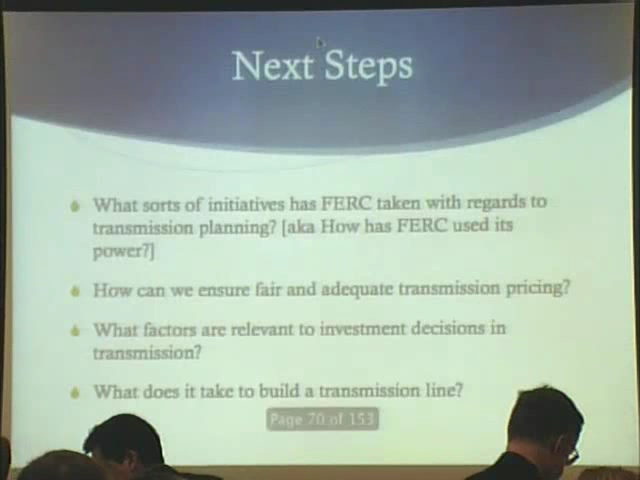 Next Steps
What sorts of initiatives has FERC taken with regards to
transmission planning? [aka How has FERC used its
power?]
How can we ensure fair and adequate transmission pricing?
What factors are relevant to investment decisions in
transmission?
What does it take to build a transmission line?
Page 70 of 153